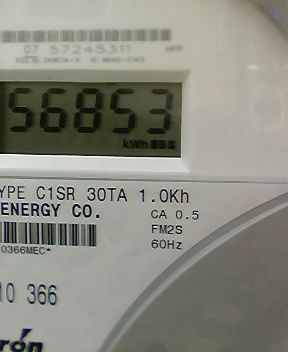 07 57245311
56853
kWh
YPE C1SR 30TA 1.0Kh
ENERGY CO.
CA 0.5
FM2S
60Hz
0366MEC*
10 366
rón